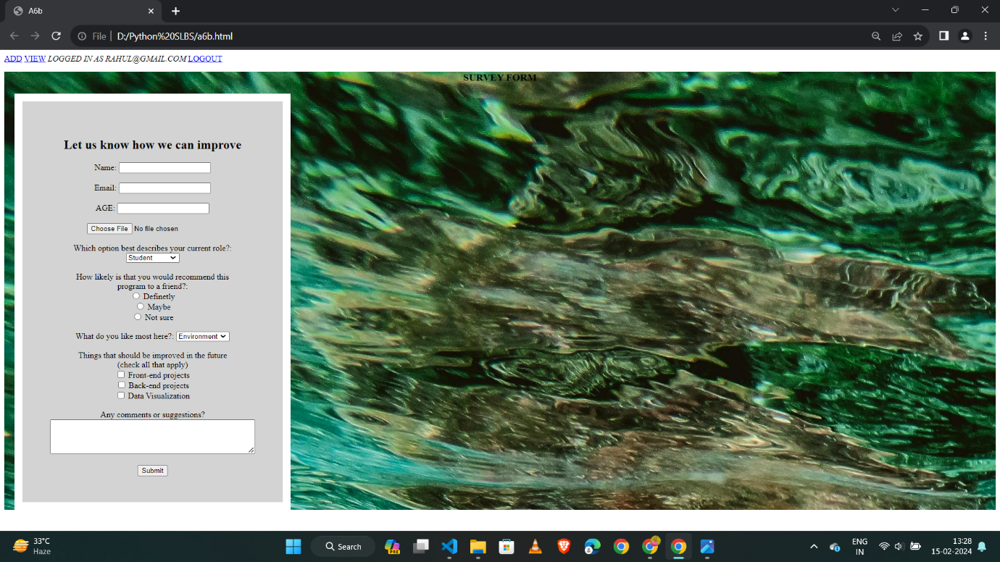 A6b
File
D:/Python%20SLBS/a6b.html
ADD VIEW LOGGED IN AS RAHUL@GMAIL.COM LOGOUT
SURVEY FORM
Let us know how we can improve
Name:
Email:
AGE:
Choose File No file chosen
Which option best describes your current role?:
Student
How likely is that you would recommend this
program to a friend?:
Definetly
Maybe
Not sure
What do you like most here?: Environment
Things that should be improved in the future
(check all that apply)
Front-end projects
Back-end projects
Data Visualization
Any comments or suggestions?
Submit
33°C
Haze
Search
PRE
ENG
IN
13:28
15-02-2024